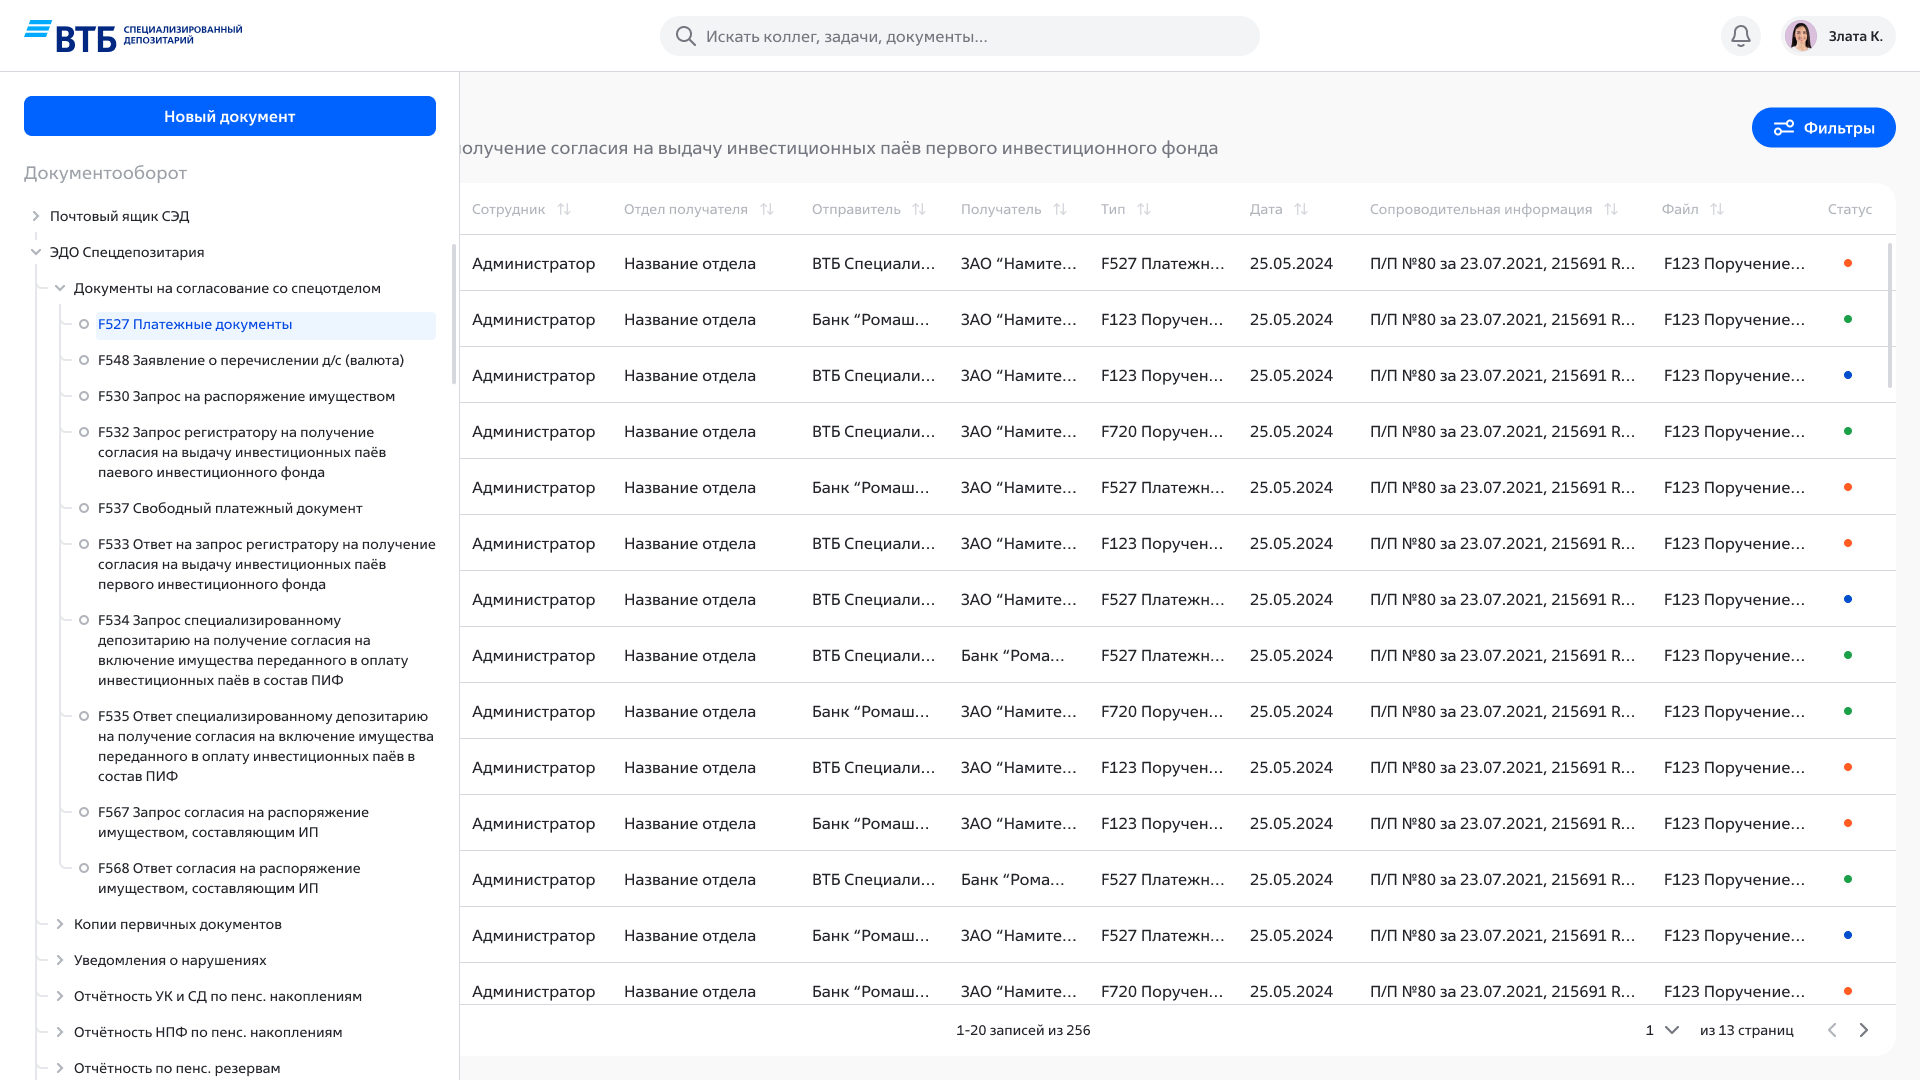 ВТБ СПЕЦИАЛИЗИРОВАННЫЙ
ДЕПОЗИТАРИЙ
Искать коллег, задачи, документы...
Злата К.
Новый документ
Документооборот
Почтовый ящик СЭД
ЭДО Спецдепозитария
Документы на согласование со спецотделом
F527 Платежные документы
F548 Заявление о перечислении д/с (валюта)
F530 Запрос на распоряжение имуществом
F532 Запрос регистратору на получение
согласия на выдачу инвестиционных паёв
паевого инвестиционного фонда
F537 Свободный платежный документ
F533 Ответ на запрос регистратору на получение
согласия на выдачу инвестиционных паёв
первого инвестиционного фонда
F534 Запрос специализированному
депозитарию на получение согласия на
включение имущества переданного в оплату
инвестиционных паёв в состав ПИФ
F535 Ответ специализированному депозитарию
на получение согласия на включение имущества
переданного в оплату инвестиционных паёв в
состав ПИФ
F567 Запрос согласия на распоряжение
имуществом, составляющим ИП
F568 Ответ согласия на распоряжение
имуществом, составляющим ИП
Копии первичных документов
Уведомления о нарушениях
Отчётность УК и СД по пенс. накоплениям
Отчётность НПФ по пенс. накоплениям
Отчётность по пенс. резервам
олучение согласия на выдачу инвестиционных паёв первого инвестиционного фонда
Фильтры
Сотрудник Отдел получателя Отправитель Получатель Тип Дата Сопроводительная информация Файл Статус
Администратор Название отдела ВТБ Специали... ЗАО “Намите... F527 Платежн... 25.05.2024 П/П №80 за 23.07.2021, 215691 R... F123 Поручение...
Администратор Название отдела Банк “Ромаш... ЗАО “Намите... F123 Поручен... 25.05.2024 П/П №80 за 23.07.2021, 215691 R... F123 Поручение...
Администратор Название отдела ВТБ Специали... ЗАО “Намите... F123 Поручен... 25.05.2024 П/П №80 за 23.07.2021, 215691 R... F123 Поручение...
Администратор Название отдела ВТБ Специали... ЗАО “Намите... F720 Поручен... 25.05.2024 П/П №80 за 23.07.2021, 215691 R... F123 Поручение...
Администратор Название отдела Банк “Ромаш... ЗАО “Намите... F527 Платежн... 25.05.2024 П/П №80 за 23.07.2021, 215691 R... F123 Поручение...
Администратор Название отдела ВТБ Специали... ЗАО “Намите... F123 Поручен... 25.05.2024 П/П №80 за 23.07.2021, 215691 R... F123 Поручение...
Администратор Название отдела ВТБ Специали... ЗАО “Намите... F527 Платежн... 25.05.2024 П/П №80 за 23.07.2021, 215691 R... F123 Поручение...
Администратор Название отдела ВТБ Специали... Банк “Рома... F527 Платежн... 25.05.2024 П/П №80 за 23.07.2021, 215691 R... F123 Поручение...
Администратор Название отдела Банк “Ромаш... ЗАО “Намите... F720 Поручен... 25.05.2024 П/П №80 за 23.07.2021, 215691 R... F123 Поручение...
Администратор Название отдела ВТБ Специали... ЗАО “Намите... F123 Поручен... 25.05.2024 П/П №80 за 23.07.2021, 215691 R... F123 Поручение...
Администратор Название отдела Банк “Ромаш... ЗАО “Намите... F123 Поручен... 25.05.2024 П/П №80 за 23.07.2021, 215691 R... F123 Поручение...
Администратор Название отдела ВТБ Специали... Банк “Рома... F527 Платежн... 25.05.2024 П/П №80 за 23.07.2021, 215691 R... F123 Поручение...
Администратор Название отдела Банк “Ромаш... ЗАО “Намите... F527 Платежн... 25.05.2024 П/П №80 за 23.07.2021, 215691 R... F123 Поручение...
Администратор Название отдела Банк “Ромаш... ЗАО “Намите... F720 Поручен... 25.05.2024 П/П №80 за 23.07.2021, 215691 R... F123 Поручение...
1-20 записей из 256
1 из 13 страниц